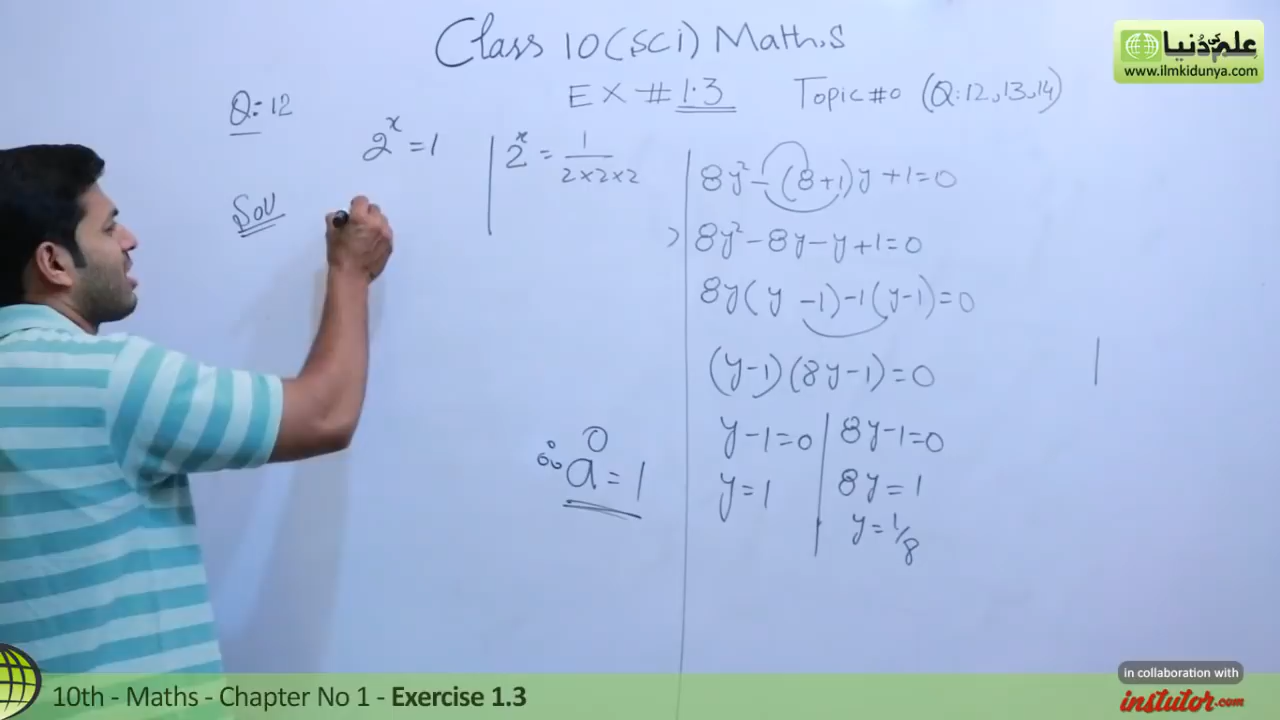 Class 10(SCi) Maths
علم کی دنیا
www.ilmkidunya.com
EX # 1.3 Topic#0 (Q:12,13,14)
Q:12
2ˣ = 1
2ˣ = 1/(2×2×2)
Sol
∵ a⁰ = 1
8y² - (8+1)y + 1 = 0
8y² - 8y - y + 1 = 0
8y(y - 1) - 1(y - 1) = 0
(y - 1)(8y - 1) = 0
y - 1 = 0 | 8y - 1 = 0
y = 1 | 8y = 1
y = 1/8
in collaboration with
instutor.com
10th - Maths - Chapter No 1 - Exercise 1.3